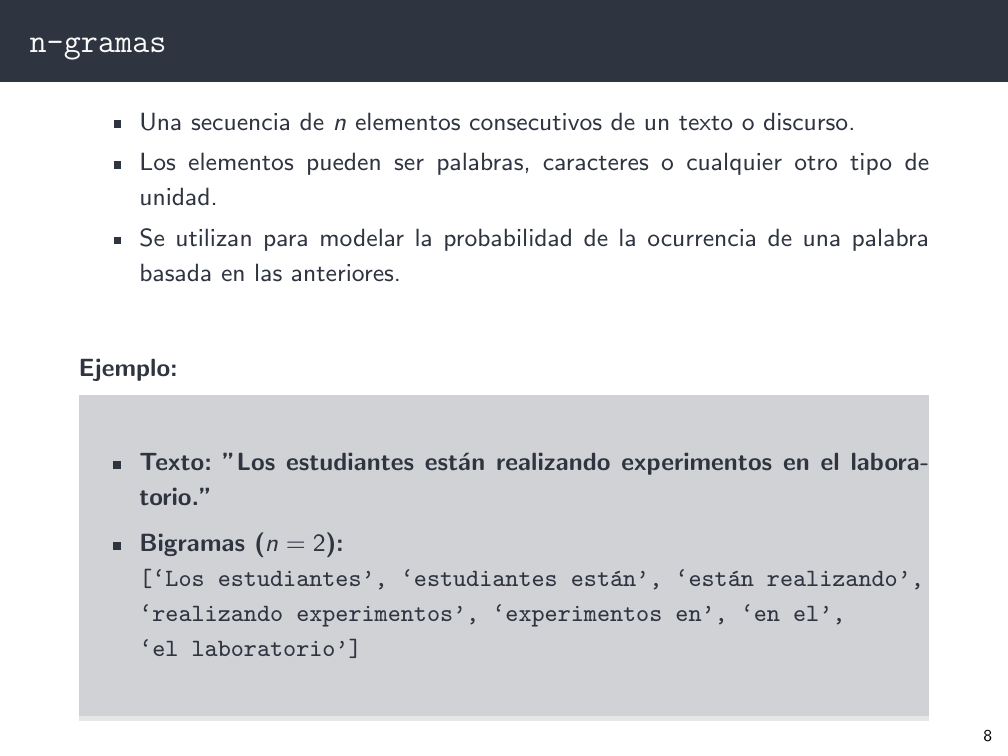 n-gramas
▪ Una secuencia de n elementos consecutivos de un texto o discurso.
▪ Los elementos pueden ser palabras, caracteres o cualquier otro tipo de
unidad.
▪ Se utilizan para modelar la probabilidad de la ocurrencia de una palabra
basada en las anteriores.
Ejemplo:
▪ Texto: ”Los estudiantes están realizando experimentos en el labora-
torio.”
▪ Bigramas (n = 2):
[‘Los estudiantes’, ‘estudiantes están’, ‘están realizando’,
‘realizando experimentos’, ‘experimentos en’, ‘en el’,
‘el laboratorio’]
8